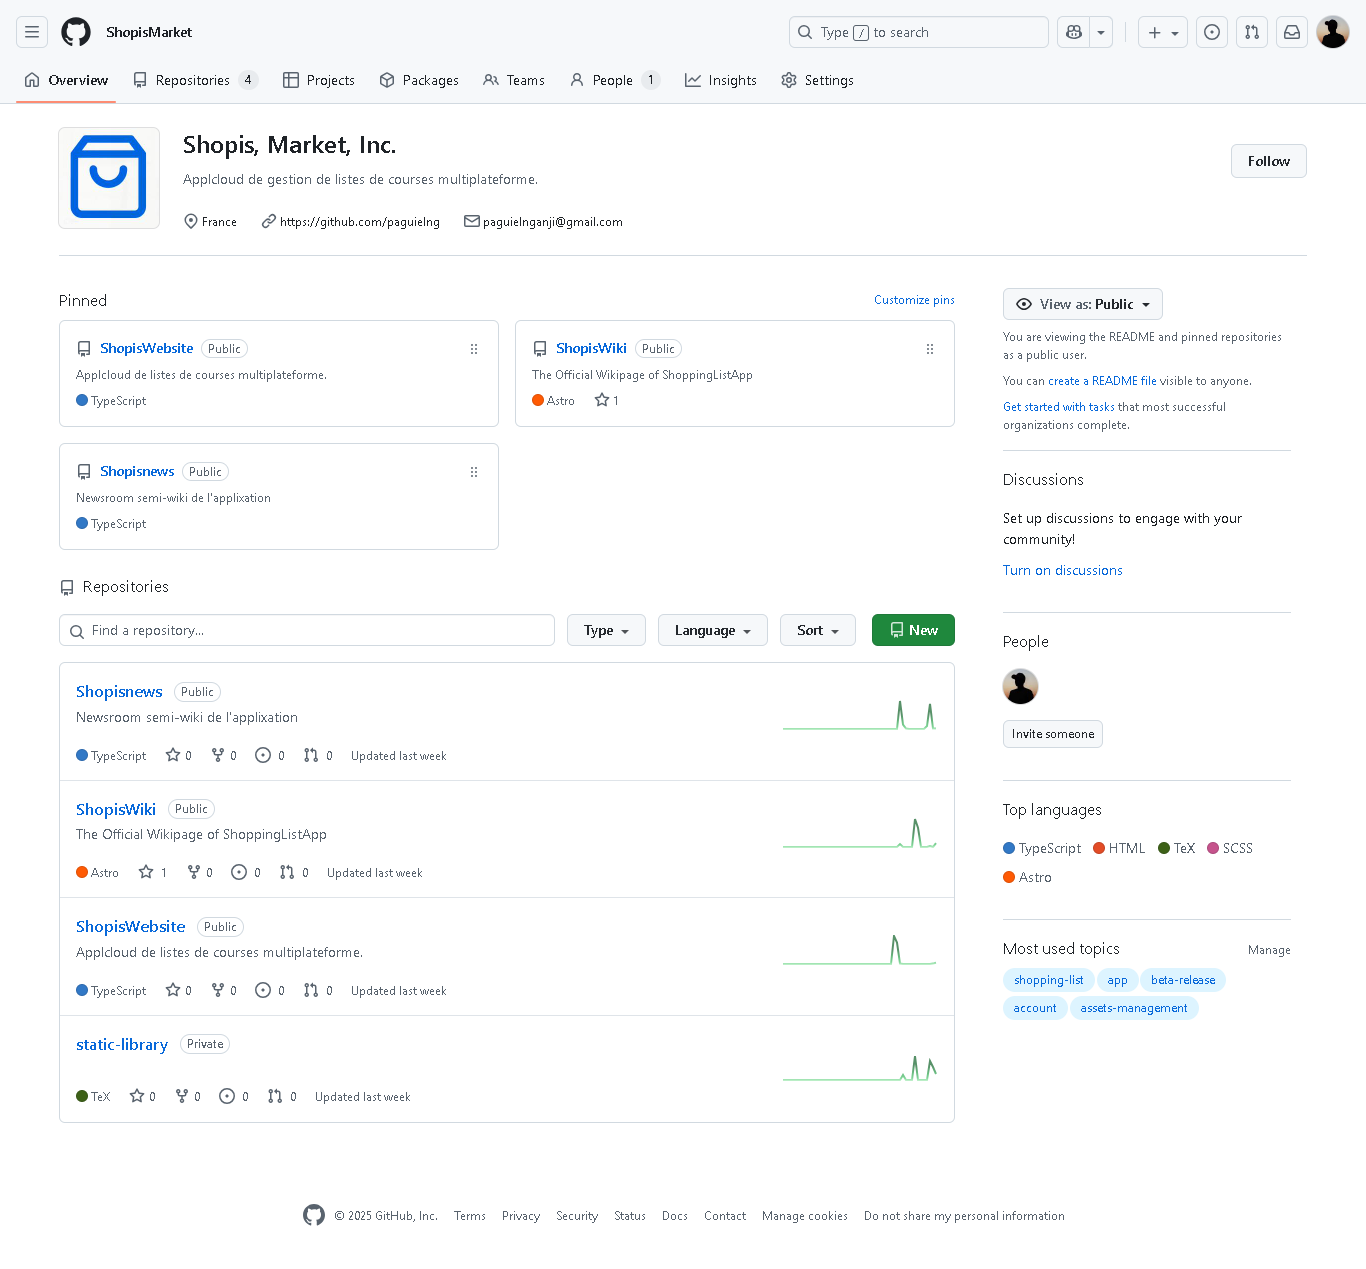 ShopisMarket
Type / to search
Overview
Repositories 4
Projects
Packages
Teams
People 1
Insights
Settings
Shopis, Market, Inc.
Applcloud de gestion de listes de courses multiplateforme.
France
https://github.com/paguielng
paguielnganji@gmail.com
Follow
Pinned
Customize pins
ShopisWebsite Public
Applcloud de listes de courses multiplateforme.
TypeScript
ShopisWiki Public
The Official Wikipage of ShoppingListApp
Astro 1
Shopisnews Public
Newsroom semi-wiki de l'applixation
TypeScript
Repositories
Find a repository...
Type
Language
Sort
New
Shopisnews Public
Newsroom semi-wiki de l'applixation
TypeScript 0 0 0 0 Updated last week
ShopisWiki Public
The Official Wikipage of ShoppingListApp
Astro 1 0 0 0 Updated last week
ShopisWebsite Public
Applcloud de listes de courses multiplateforme.
TypeScript 0 0 0 0 Updated last week
static-library Private
TeX 0 0 0 0 Updated last week
View as: Public
You are viewing the README and pinned repositories
as a public user.
You can create a README file visible to anyone.
Get started with tasks that most successful
organizations complete.
Discussions
Set up discussions to engage with your
community!
Turn on discussions
People
Invite someone
Top languages
TypeScript HTML TeX SCSS
Astro
Most used topics
Manage
shopping-list app beta-release
account assets-management
© 2025 GitHub, Inc. Terms Privacy Security Status Docs Contact Manage cookies Do not share my personal information